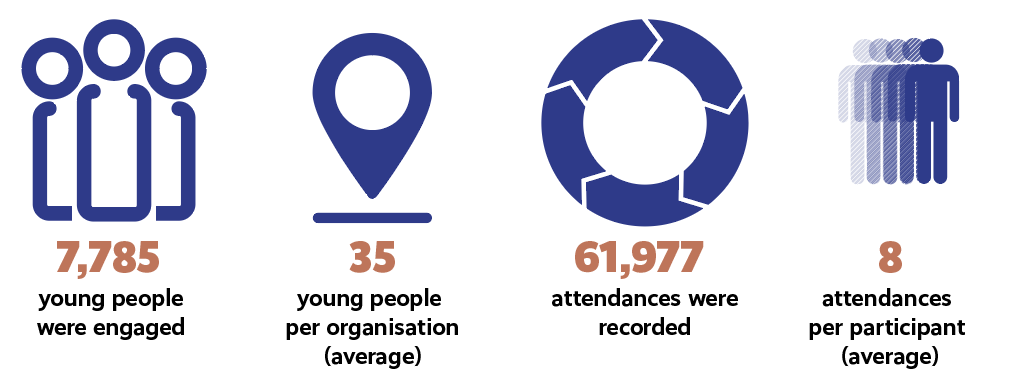 7,785
young people
were engaged
35
young people
per organisation
(average)
61,977
attendances were
recorded
8
attendances
per participant
(average)